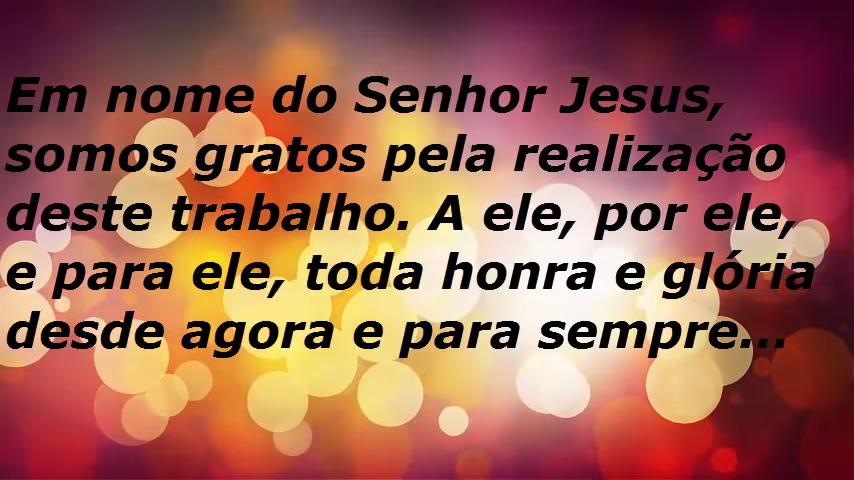 Em nome do Senhor Jesus,
somos gratos pela realização
deste trabalho. A ele, por ele,
e para ele, toda honra e glória
desde agora e para sempre...